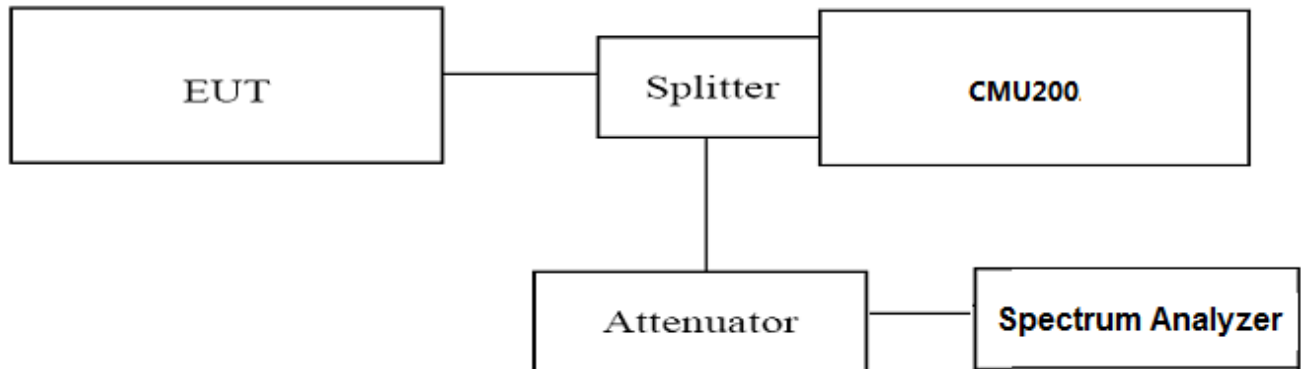 EUT
Splitter
CMU200
Attenuator
Spectrum Analyzer